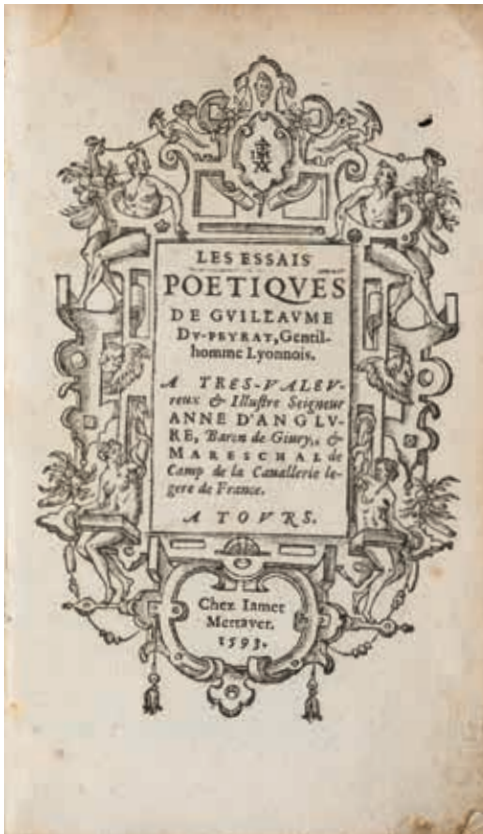 LES ESSAIS
POETIQVES
DE GVILLAVME
DV-PEYRAT, Gentil-
homme Lyonnois.
A TRES-VALEV-
reux & Illustre Seigneur
ANNE D'ANGLV-
RE, Baron de Giury, &
MARESCHAL de
Camp de la Cauallerie le-
gere de France.
A TOVRS.
Chez Iamet
Mettayer.
1593.